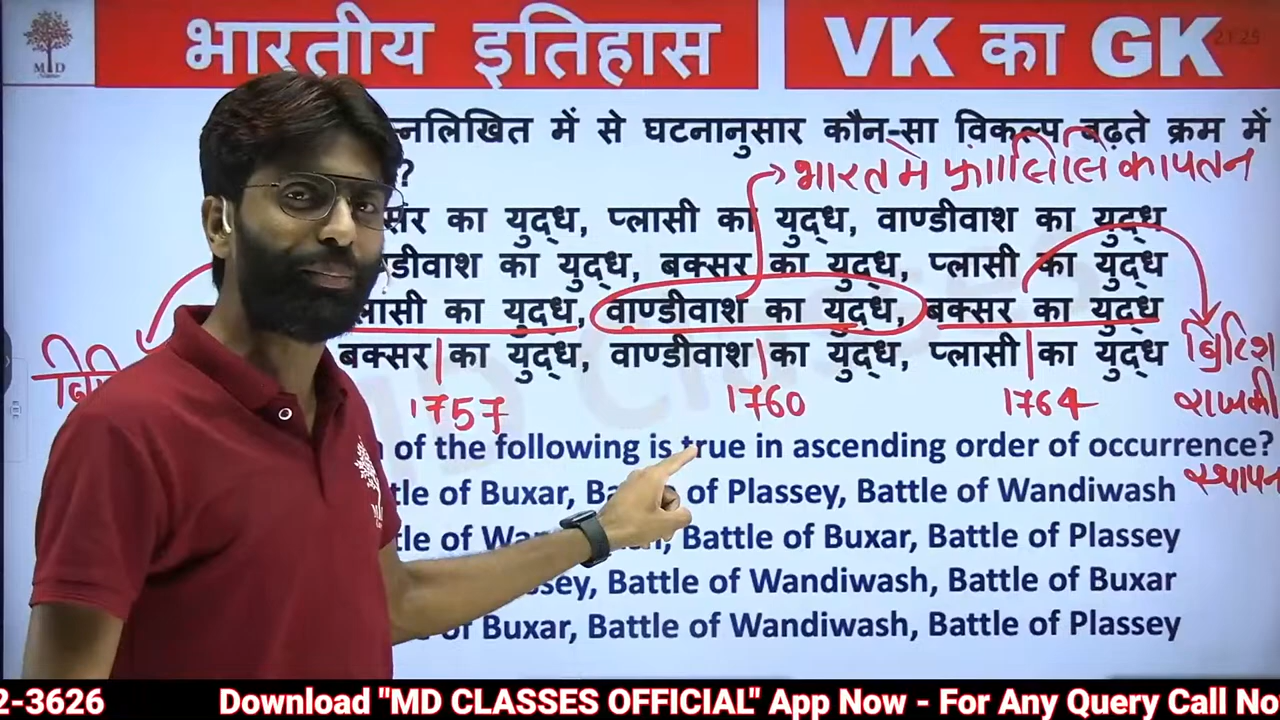 भारतीय इतिहास
VK का GK
21:25
MD
न्नलिखित में से घटनानुसार कौन-सा विकल्प बढ़ते क्रम में
?
भारत में फ्रांसिसि का पतन
सर का युद्ध, प्लासी का युद्ध, वाण्डीवाश का युद्ध
डीवाश का युद्ध, बक्सर का युद्ध, प्लासी का युद्ध
लासी का युद्ध, वाण्डीवाश का युद्ध, बक्सर का युद्ध
बक्सर का युद्ध, वाण्डीवाश का युद्ध, प्लासी का युद्ध
ब्रिटिश
1757 1760 1764
of the following is true in ascending order of occurrence?
tle of Buxar, Ba of Plassey, Battle of Wandiwash
tle of Wa , Battle of Buxar, Battle of Plassey
ssey, Battle of Wandiwash, Battle of Buxar
of Buxar, Battle of Wandiwash, Battle of Plassey
2-3626 Download "MD CLASSES OFFICIAL" App Now - For Any Query Call No